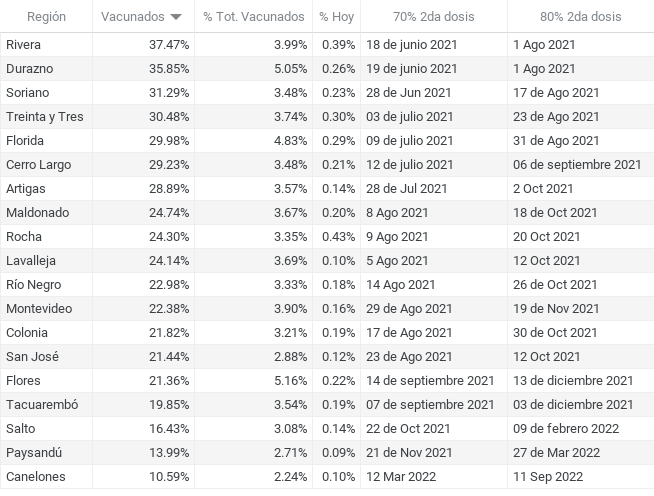 Región Vacunados % Tot. Vacunados % Hoy 70% 2da dosis 80% 2da dosis
Rivera 37.47% 3.99% 0.39% 18 de junio 2021 1 Ago 2021
Durazno 35.85% 5.05% 0.26% 19 de junio 2021 1 Ago 2021
Soriano 31.29% 3.48% 0.23% 28 de Jun 2021 17 de Ago 2021
Treinta y Tres 30.48% 3.74% 0.30% 03 de julio 2021 23 de Ago 2021
Florida 29.98% 4.83% 0.29% 09 de julio 2021 31 de Ago 2021
Cerro Largo 29.23% 3.48% 0.21% 12 de julio 2021 06 de septiembre 2021
Artigas 28.89% 3.57% 0.14% 28 de Jul 2021 2 Oct 2021
Maldonado 24.74% 3.67% 0.20% 8 Ago 2021 18 de Oct 2021
Rocha 24.30% 3.35% 0.43% 9 Ago 2021 20 Oct 2021
Lavalleja 24.14% 3.69% 0.10% 5 Ago 2021 12 Oct 2021
Río Negro 22.98% 3.33% 0.18% 14 Ago 2021 26 de Oct 2021
Montevideo 22.38% 3.90% 0.16% 29 de Ago 2021 19 de Nov 2021
Colonia 21.82% 3.21% 0.19% 17 de Ago 2021 30 de Oct 2021
San José 21.44% 2.88% 0.12% 23 de Ago 2021 12 Oct 2021
Flores 21.36% 5.16% 0.22% 14 de septiembre 2021 13 de diciembre 2021
Tacuarembó 19.85% 3.54% 0.19% 07 de septiembre 2021 03 de diciembre 2021
Salto 16.43% 3.08% 0.14% 22 de Oct 2021 09 de febrero 2022
Paysandú 13.99% 2.71% 0.09% 21 de Nov 2021 27 de Mar 2022
Canelones 10.59% 2.24% 0.10% 12 Mar 2022 11 Sep 2022